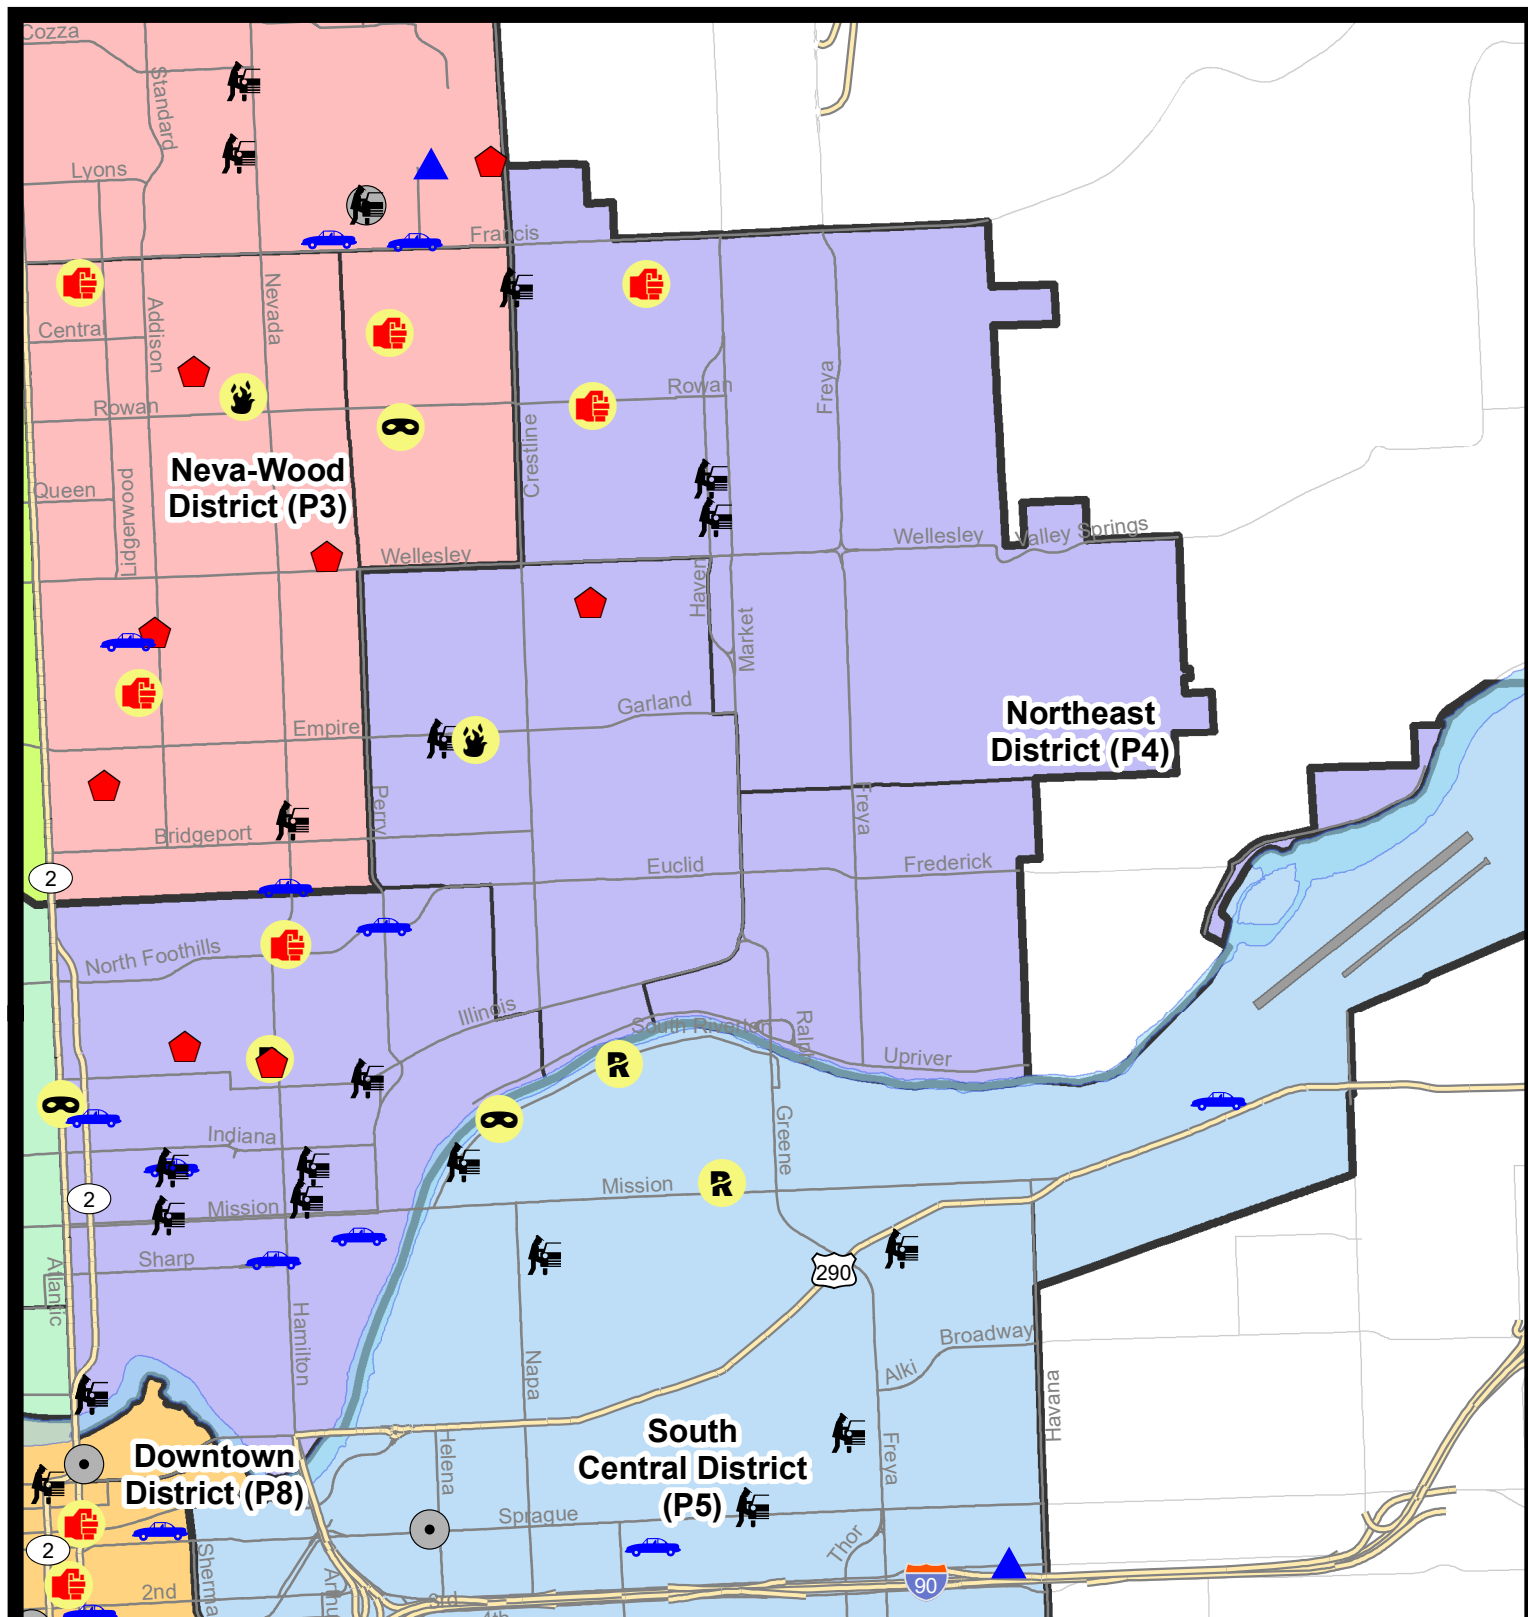 Cozza
Standard
Lyons
Francis
Nevada
Addison
Central
Freya
Rowan
Rowan
Crestline
Neva-Wood
District (P3)
Queen
Lidgerwood
Wellesley
Wellesley
Valley Springs
Haven
Market
Garland
Northeast
District (P4)
Empire
Perry
Freya
Bridgeport
Euclid
Frederick
2
North Foothills
Illinois
South Riverton
Ralph
Upriver
R
Greene
Indiana
Mission
R
2
Mission
Sharp
Atlantic
290
Hamilton
Napa
Broadway
Alki
Havana
South
Central District
(P5)
Downtown
District (P8)
Helena
Freya
Sprague
Thor
2
90
2nd
3rd
4th